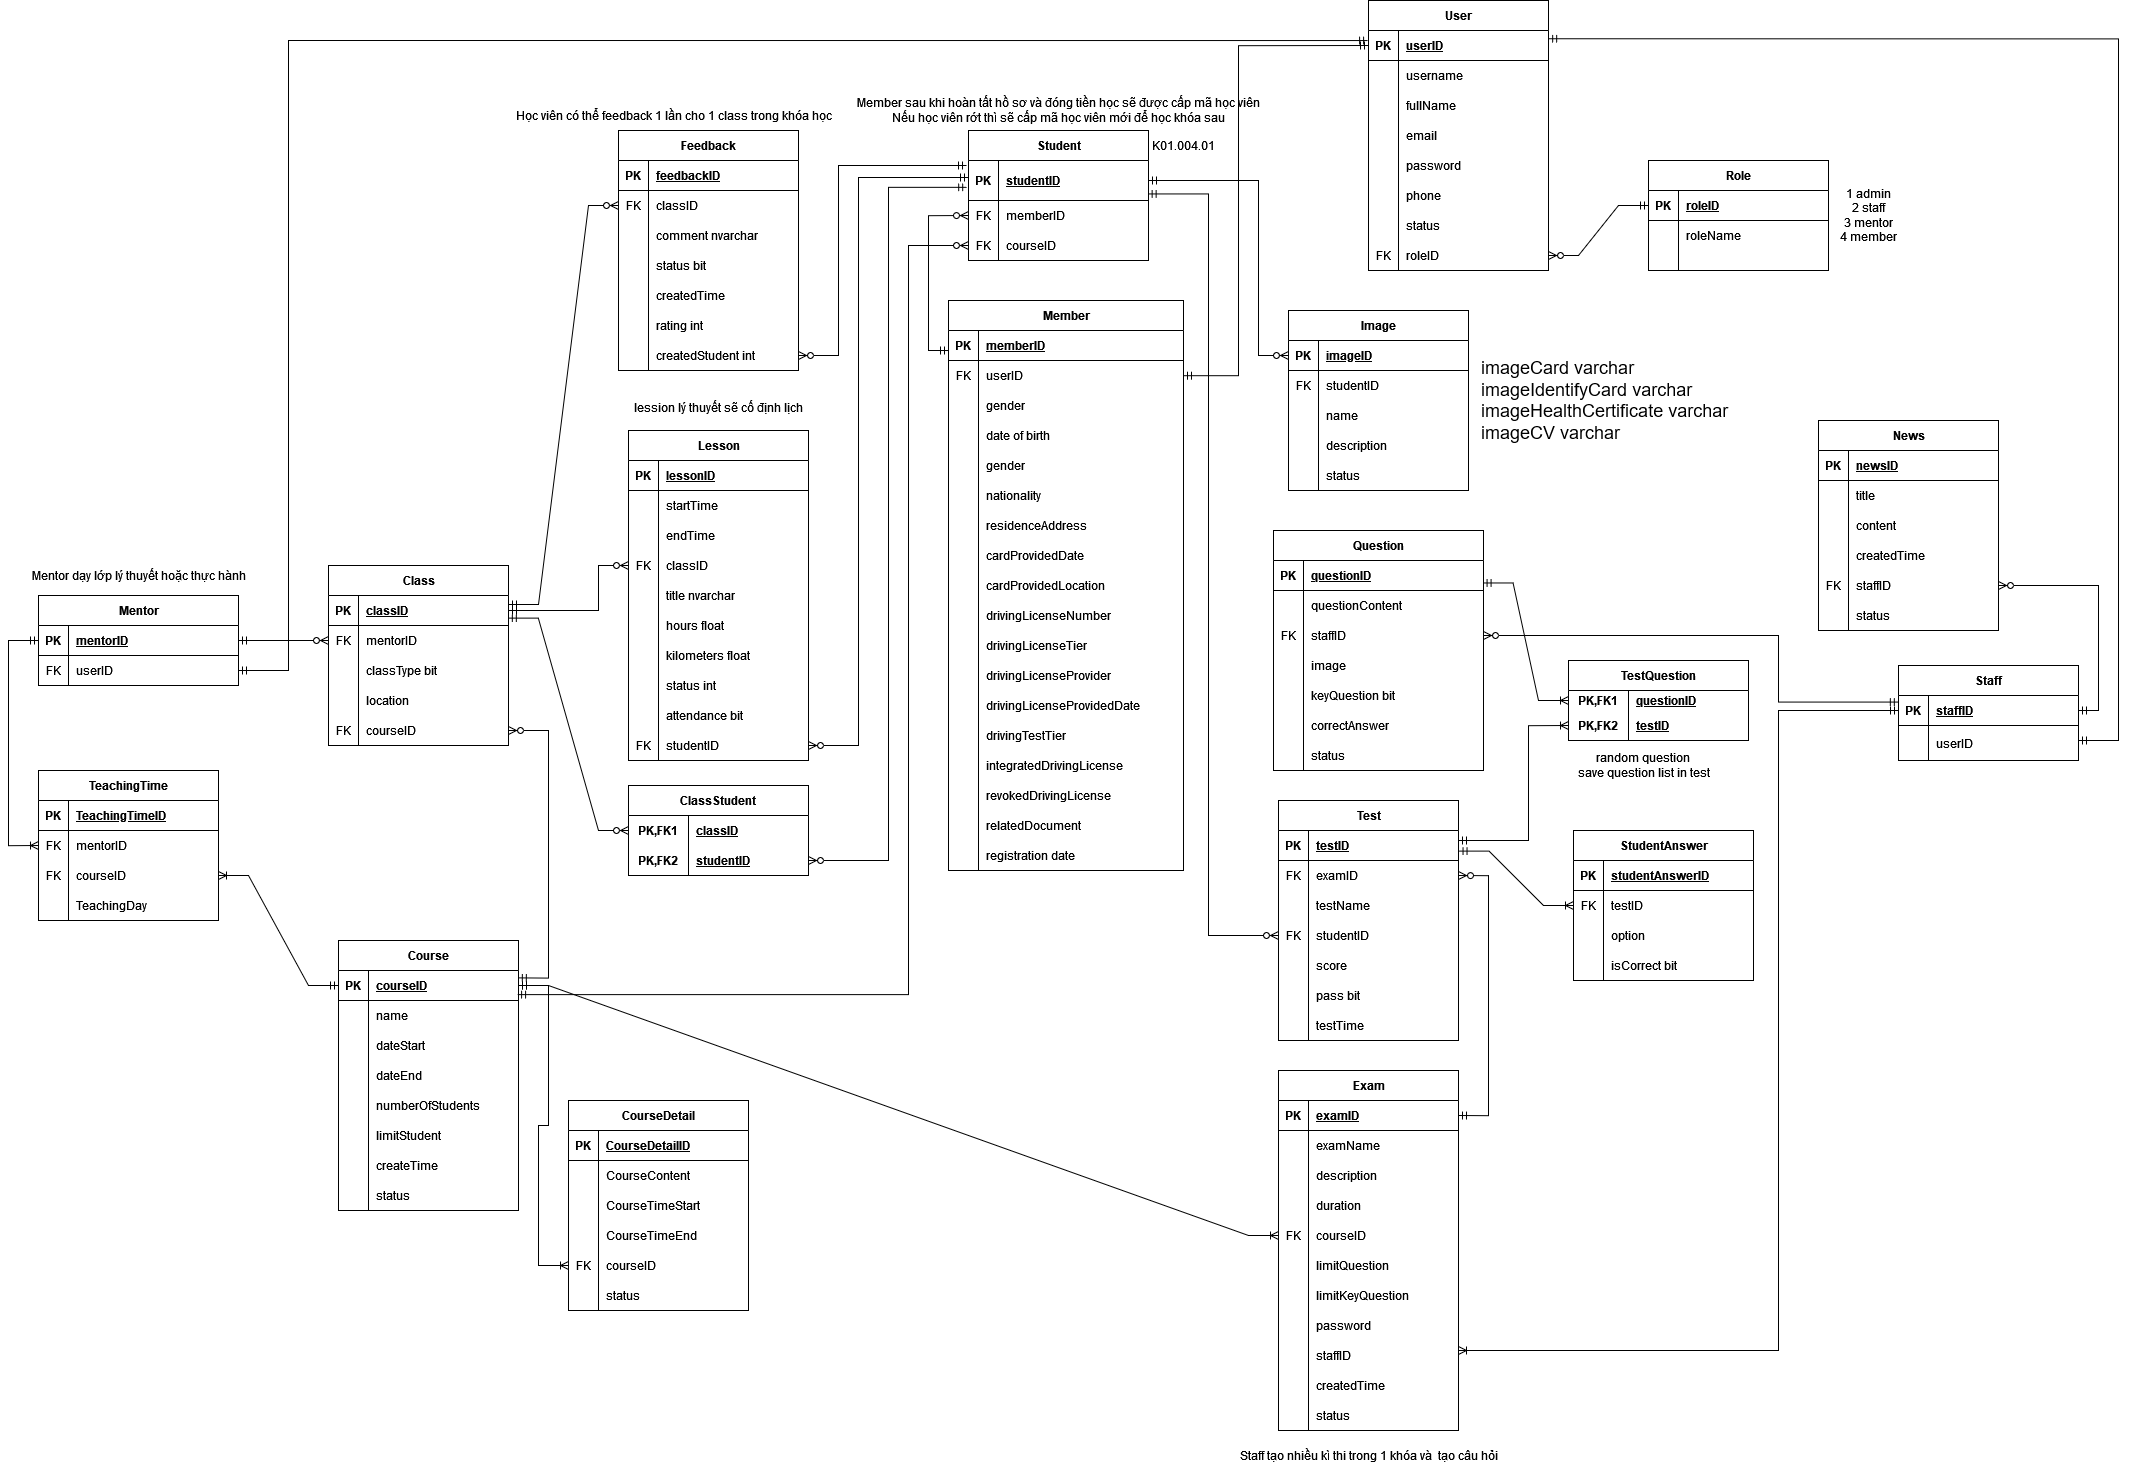 User
PK userID
username
fullName
email
password
phone
status
FK roleID
Role
PK roleID
roleName
1 admin
2 staff
3 mentor
4 member
Học viên có thể feedback 1 lần cho 1 class trong khóa học
Feedback
PK feedbackID
FK classID
comment nvarchar
status bit
createdTime
rating int
createdStudent int
Member sau khi hoàn tất hồ sơ và đóng tiền học sẽ được cấp mã học viên
Nếu học viên rớt thì sẽ cấp mã học viên mới để học khóa sau
Student
K01.004.01
PK studentID
FK memberID
FK courseID
Member
PK memberID
FK userID
gender
date of birth
gender
nationality
residenceAddress
cardProvidedDate
cardProvidedLocation
drivingLicenseNumber
drivingLicenseTier
drivingLicenseProvider
drivingLicenseProvidedDate
drivingTestTier
integratedDrivingLicense
revokedDrivingLicense
relatedDocument
registration date
Image
PK imageID
FK studentID
name
description
status
imageCard varchar
imageIdentifyCard varchar
imageHealthCertificate varchar
imageCV varchar
lession lý thuyết sẽ cố định lịch
Lesson
PK lessonID
startTime
endTime
FK classID
title nvarchar
hours float
kilometers float
status int
attendance bit
FK studentID
News
PK newsID
title
content
createdTime
FK staffID
status
Question
PK questionID
questionContent
FK staffID
image
keyQuestion bit
correctAnswer
status
Mentor dạy lớp lý thuyết hoặc thực hành
Mentor
PK mentorID
FK userID
Class
PK classID
FK mentorID
classType bit
location
FK courseID
TestQuestion
PK,FK1 questionID
PK,FK2 testID
random question
save question list in test
Staff
PK staffID
userID
TeachingTime
PK TeachingTimeID
FK mentorID
FK courseID
TeachingDay
ClassStudent
PK,FK1 classID
PK,FK2 studentID
Test
PK testID
FK examID
testName
FK studentID
score
pass bit
testTime
StudentAnswer
PK studentAnswerID
FK testID
option
isCorrect bit
Course
PK courseID
name
dateStart
dateEnd
numberOfStudents
limitStudent
createTime
status
CourseDetail
PK CourseDetailID
CourseContent
CourseTimeStart
CourseTimeEnd
FK courseID
status
Exam
PK examID
examName
description
duration
FK courseID
limitQuestion
limitKeyQuestion
password
staffID
createdTime
status
Staff tạo nhiều kì thi trong 1 khóa và tạo câu hỏi